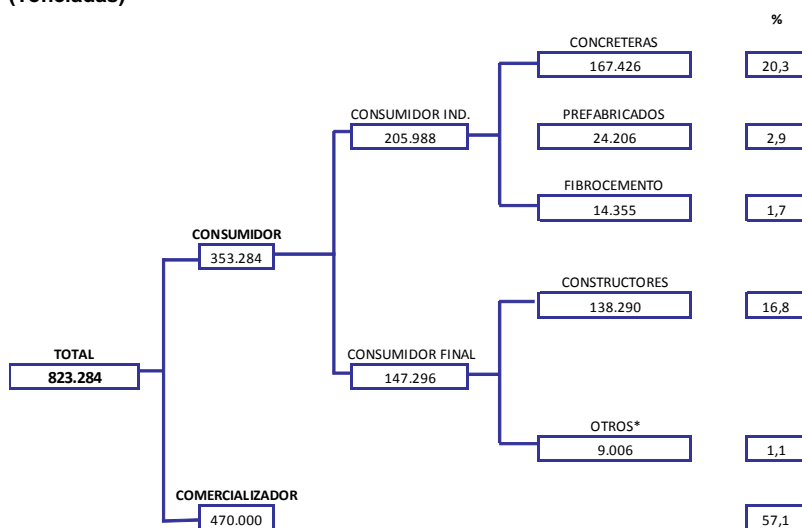 (Toneladas)
%
CONCRETERAS
167.426
20,3
CONSUMIDOR IND.
205.988
PREFABRICADOS
24.206
2,9
FIBROCEMENTO
14.355
1,7
CONSUMIDOR
353.284
CONSTRUCTORES
138.290
16,8
TOTAL
823.284
CONSUMIDOR FINAL
147.296
OTROS*
9.006
1,1
COMERCIALIZADOR
470.000
57,1